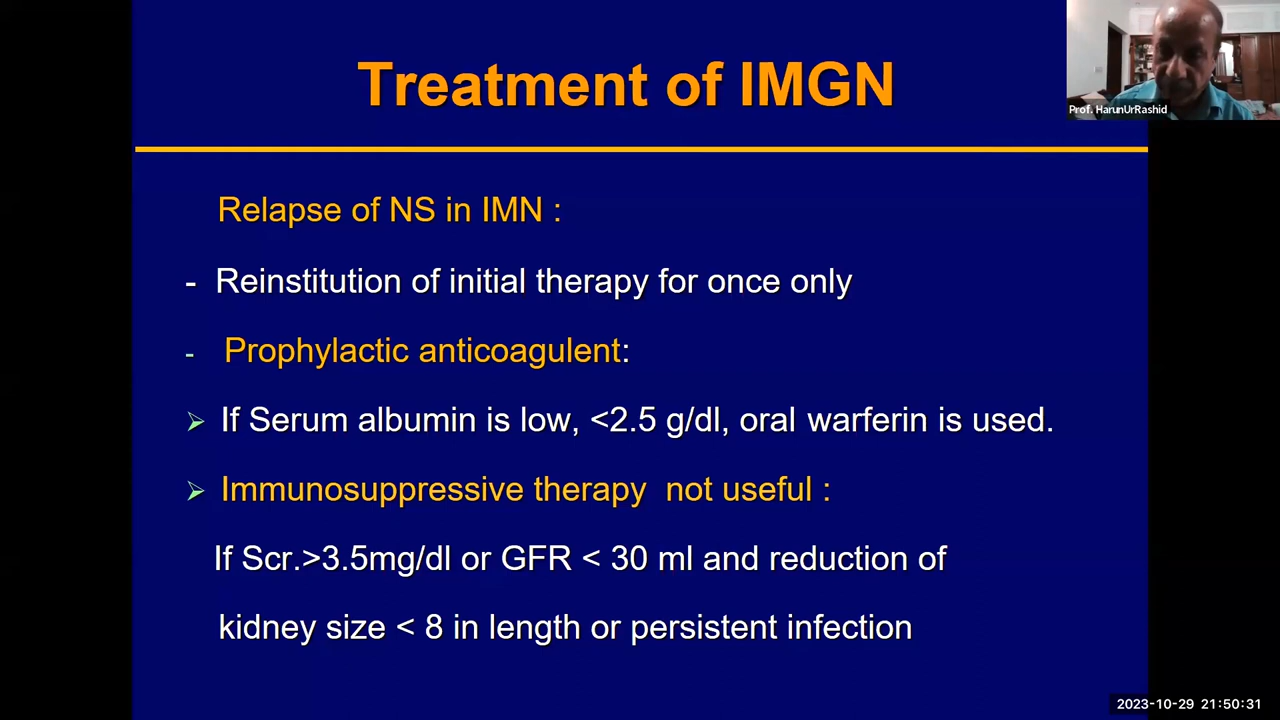 Treatment of IMGN
Prof. HarunUrRashid
Relapse of NS in IMN :
- Reinstitution of initial therapy for once only
- Prophylactic anticoagulent:
➢ If Serum albumin is low, <2.5 g/dl, oral warferin is used.
➢ Immunosuppressive therapy not useful :
If Scr.>3.5mg/dl or GFR < 30 ml and reduction of
kidney size < 8 in length or persistent infection
2023-10-29 21:50:31